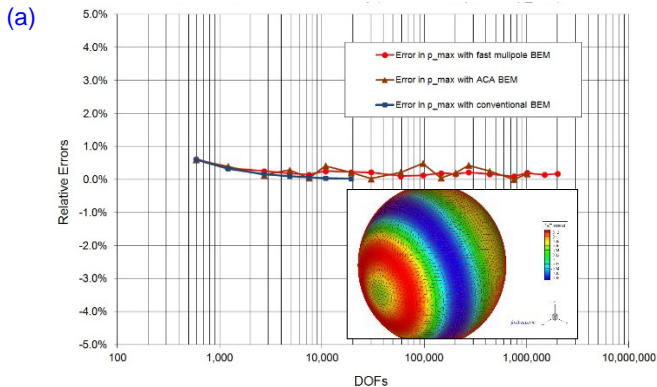 (a)
5.0%
4.0%
3.0%
2.0%
1.0%
0.0%
-1.0%
-2.0%
-3.0%
-4.0%
-5.0%
Relative Errors
Error in p_max with fast mulipole BEM
Error in p_max with ACA BEM
Error in p_max with conventional BEM
100
1,000
10,000
100,000
1,000,000
10,000,000
DOFs